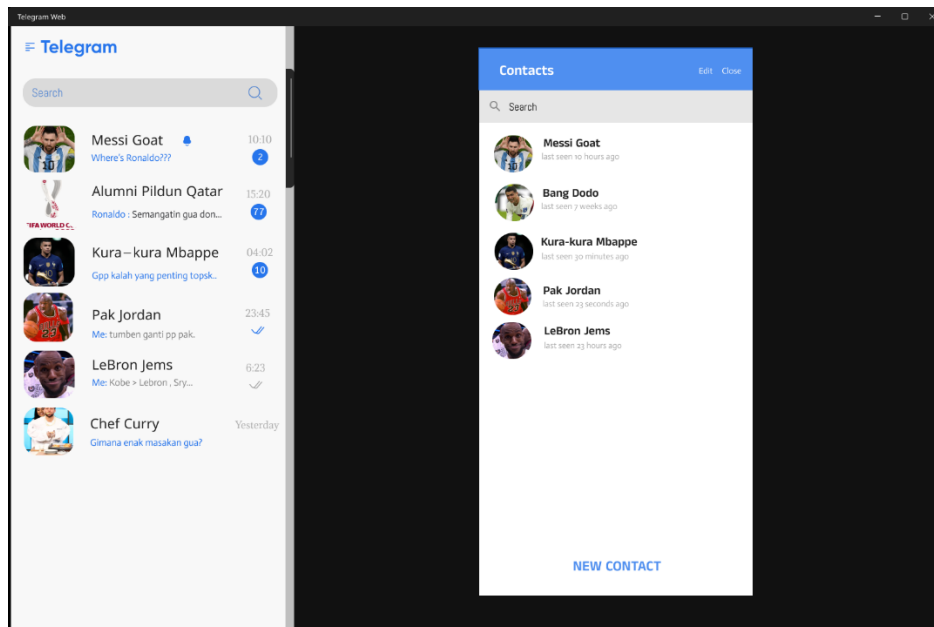 Telegram Web
Telegram
Search
Messi Goat 10:10
Where's Ronaldo??? 2
Alumni Pildun Qatar 15:20
Ronaldo : Semangatin gua don... 77
FIFA WORLD C..
Kura-kura Mbappe 04:02
Gpp kalah yang penting topsk.. 10
Pak Jordan 23:45
Me: tumben ganti pp pak.
LeBron Jems 6:23
Me: Kobe > Lebron , Sry...
Chef Curry Yesterday
Gimana enak masakan gua?
Contacts Edit Close
Search
Messi Goat
last seen 10 hours ago
Bang Dodo
last seen 7 weeks ago
Kura-kura Mbappe
last seen 30 minutes ago
Pak Jordan
last seen 23 seconds ago
LeBron Jems
last seen 23 hours ago
NEW CONTACT